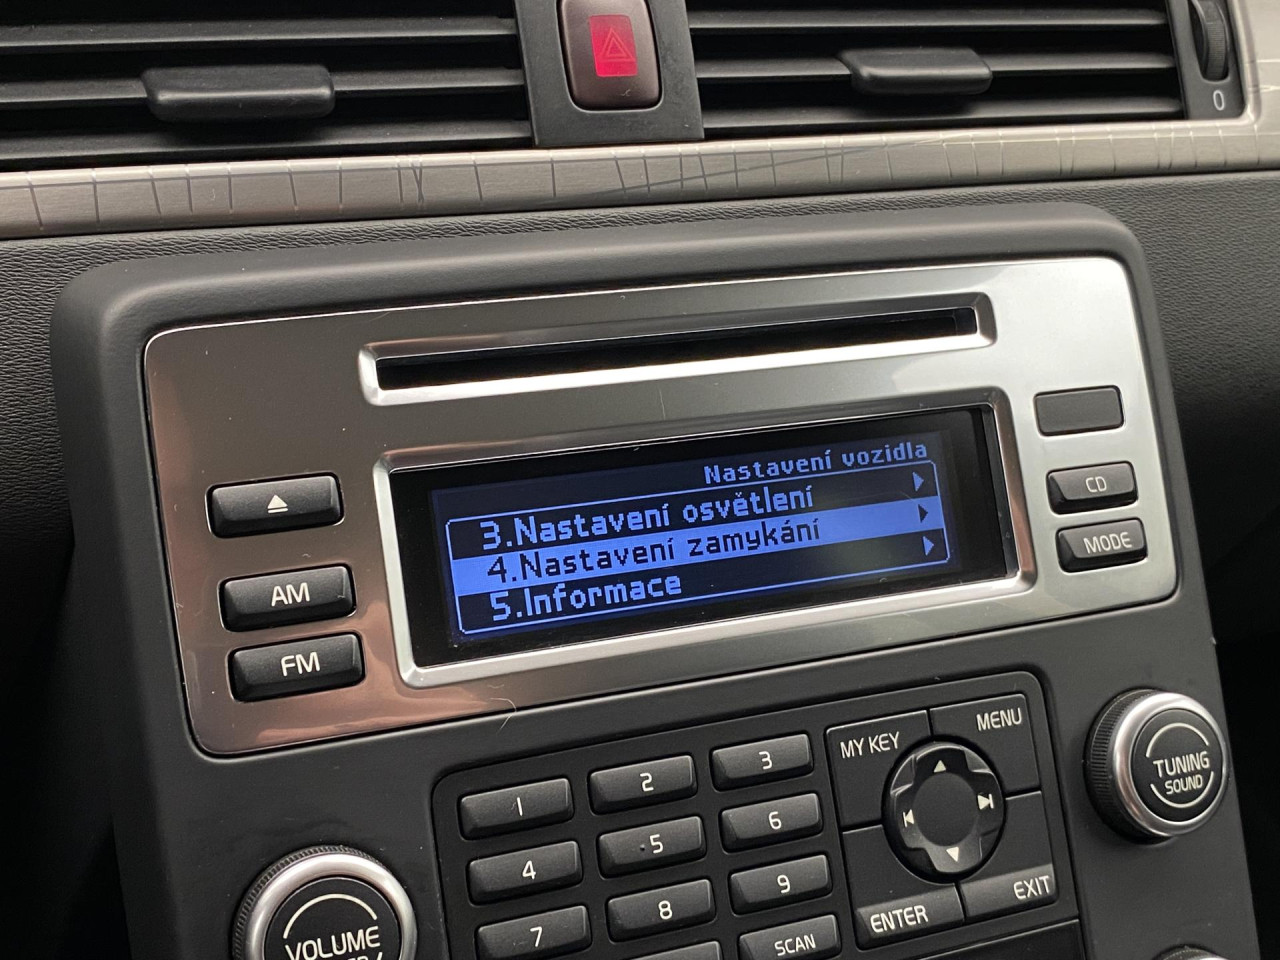 0
Nastavení vozidla
3.Nastavení osvětlení
4.Nastavení zamykání
5.Informace
CD
MODE
AM
FM
MY KEY
MENU
1
2
3
4
5
6
7
8
9
SCAN
ENTER
EXIT
TUNING
SOUND
VOLUME